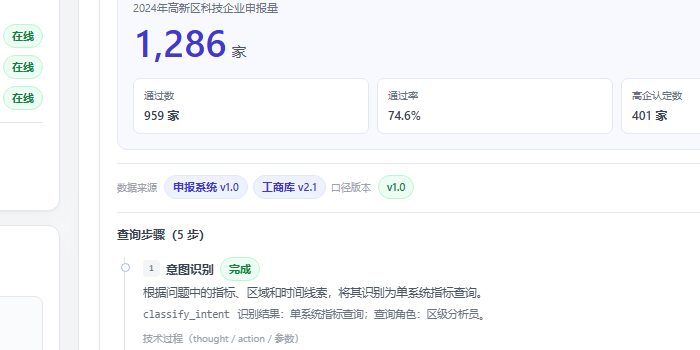 2024年高新区科技企业申报量
在线
1,286 家
在线
在线
通过数
通过率
高企认定数
959 家
74.6%
401 家
数据来源 申报系统 v1.0 工商库 v2.1 口径版本 v1.0
查询步骤（5 步）
1 意图识别 完成
根据问题中的指标、区域和时间线索，将其识别为单系统指标查询。
classify_intent 识别结果：单系统指标查询；查询角色：区级分析员。
技术过程（thought / action / 参数）